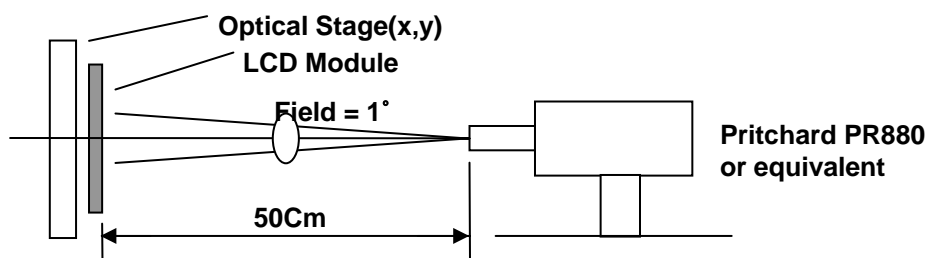 Optical Stage(x,y)
LCD Module
Field = 1˚
Pritchard PR880
or equivalent
50Cm